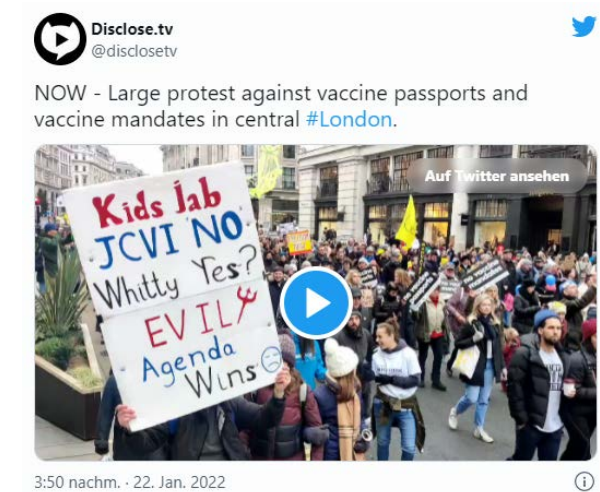 Disclose.tv
@disclosetv
NOW - Large protest against vaccine passports and
vaccine mandates in central #London.
Auf Twitter ansehen
Kids Jab
JCVI NO
Whitty Yes?
EVIL
Agenda
Wins
3:50 nachm. · 22. Jan. 2022